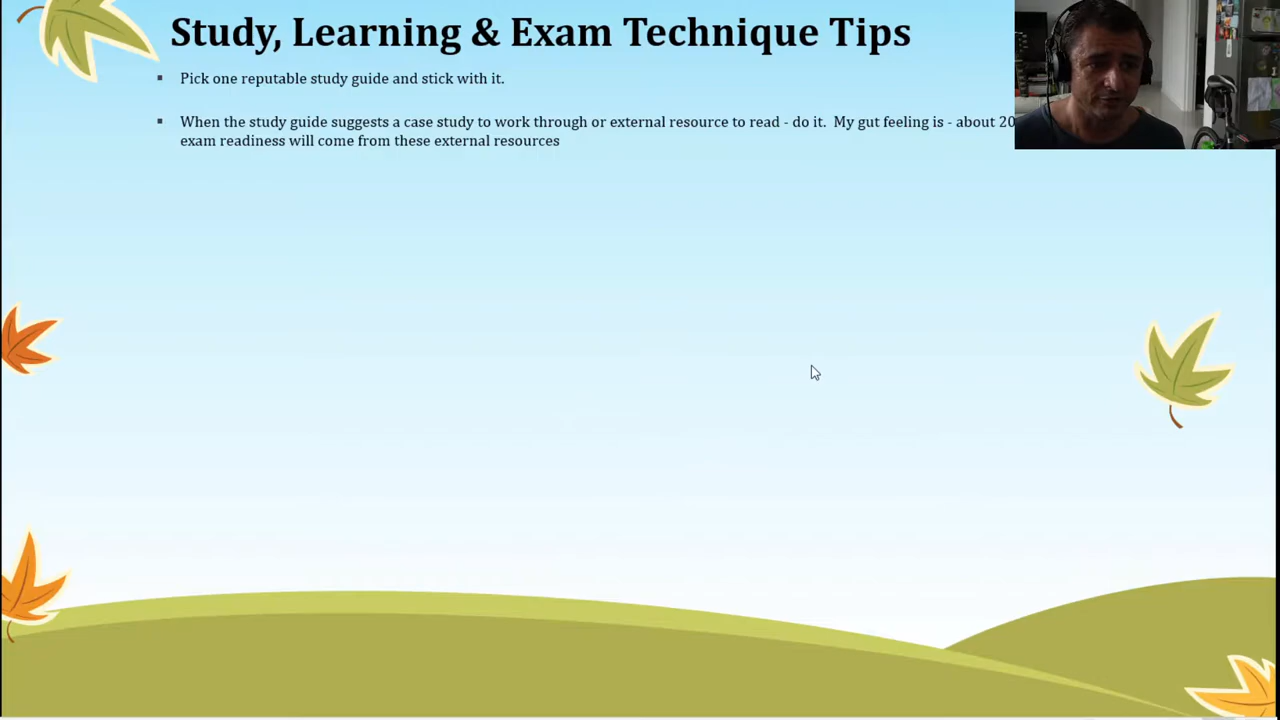 Study, Learning & Exam Technique Tips
▪ Pick one reputable study guide and stick with it.
▪ When the study guide suggests a case study to work through or external resource to read - do it.  My gut feeling is - about 20
exam readiness will come from these external resources